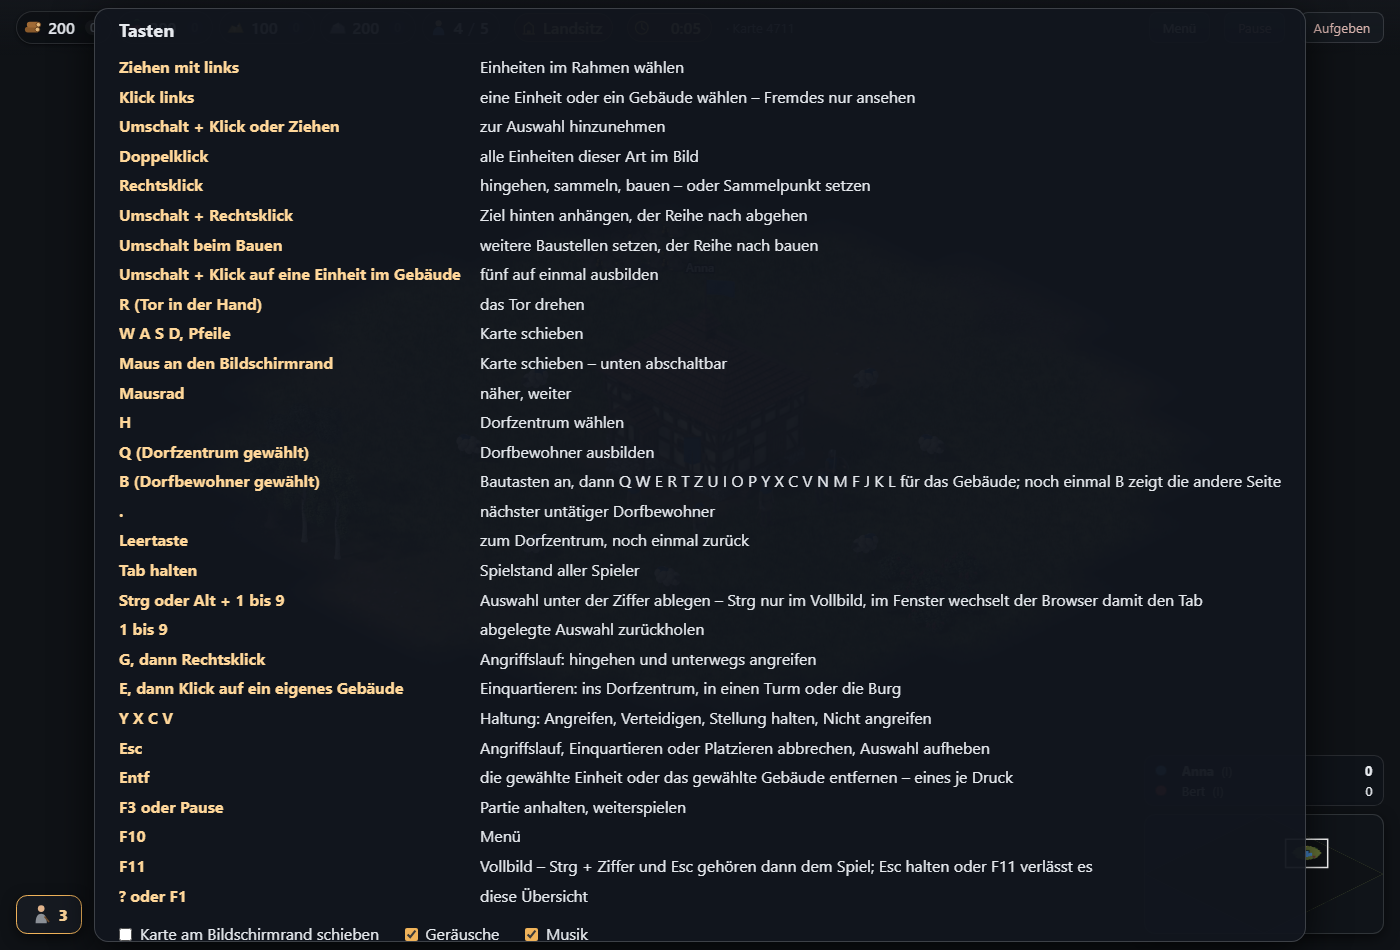 200
100
200
4 / 5
Landsitz
0:05
Menü
Pause
Aufgeben
Tasten
Ziehen mit links Einheiten im Rahmen wählen
Klick links eine Einheit oder ein Gebäude wählen – Fremdes nur ansehen
Umschalt + Klick oder Ziehen zur Auswahl hinzunehmen
Doppelklick alle Einheiten dieser Art im Bild
Rechtsklick hingehen, sammeln, bauen – oder Sammelpunkt setzen
Umschalt + Rechtsklick Ziel hinten anhängen, der Reihe nach abgehen
Umschalt beim Bauen weitere Baustellen setzen, der Reihe nach bauen
Anna
Umschalt + Klick auf eine Einheit im Gebäude fünf auf einmal ausbilden
R (Tor in der Hand) das Tor drehen
W A S D, Pfeile Karte schieben
Maus an den Bildschirmrand Karte schieben – unten abschaltbar
Mausrad näher, weiter
H Dorfzentrum wählen
Q (Dorfzentrum gewählt) Dorfbewohner ausbilden
B (Dorfbewohner gewählt) Bautasten an, dann Q W E R T Z U I O P Y X C V N M F J K L für das Gebäude; noch einmal B zeigt die andere Seite
. nächster untätiger Dorfbewohner
Leertaste zum Dorfzentrum, noch einmal zurück
Tab halten Spielstand aller Spieler
Strg oder Alt + 1 bis 9 Auswahl unter der Ziffer ablegen – Strg nur im Vollbild, im Fenster wechselt der Browser damit den Tab
1 bis 9 abgelegte Auswahl zurückholen
G, dann Rechtsklick Angriffslauf: hingehen und unterwegs angreifen
E, dann Klick auf ein eigenes Gebäude Einquartieren: ins Dorfzentrum, in einen Turm oder die Burg
Y X C V Haltung: Angreifen, Verteidigen, Stellung halten, Nicht angreifen
Esc Angriffslauf, Einquartieren oder Platzieren abbrechen, Auswahl aufheben
Entf die gewählte Einheit oder das gewählte Gebäude entfernen – eines je Druck
F3 oder Pause Partie anhalten, weiterspielen
F10 Menü
F11 Vollbild – Strg + Ziffer und Esc gehören dann dem Spiel; Esc halten oder F11 verlässt es
? oder F1 diese Übersicht
Karte am Bildschirmrand schieben Geräusche Musik
Anna 0
Bert 0
3